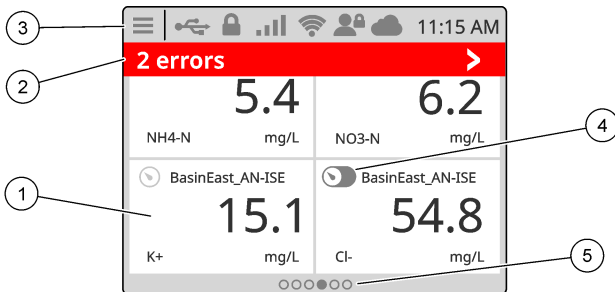 11:15 AM
2 errors
5.4
6.2
NH4-N mg/L
NO3-N mg/L
BasinEast_AN-ISE
BasinEast_AN-ISE
15.1
54.8
K+ mg/L
Cl- mg/L
3
2
1
4
5